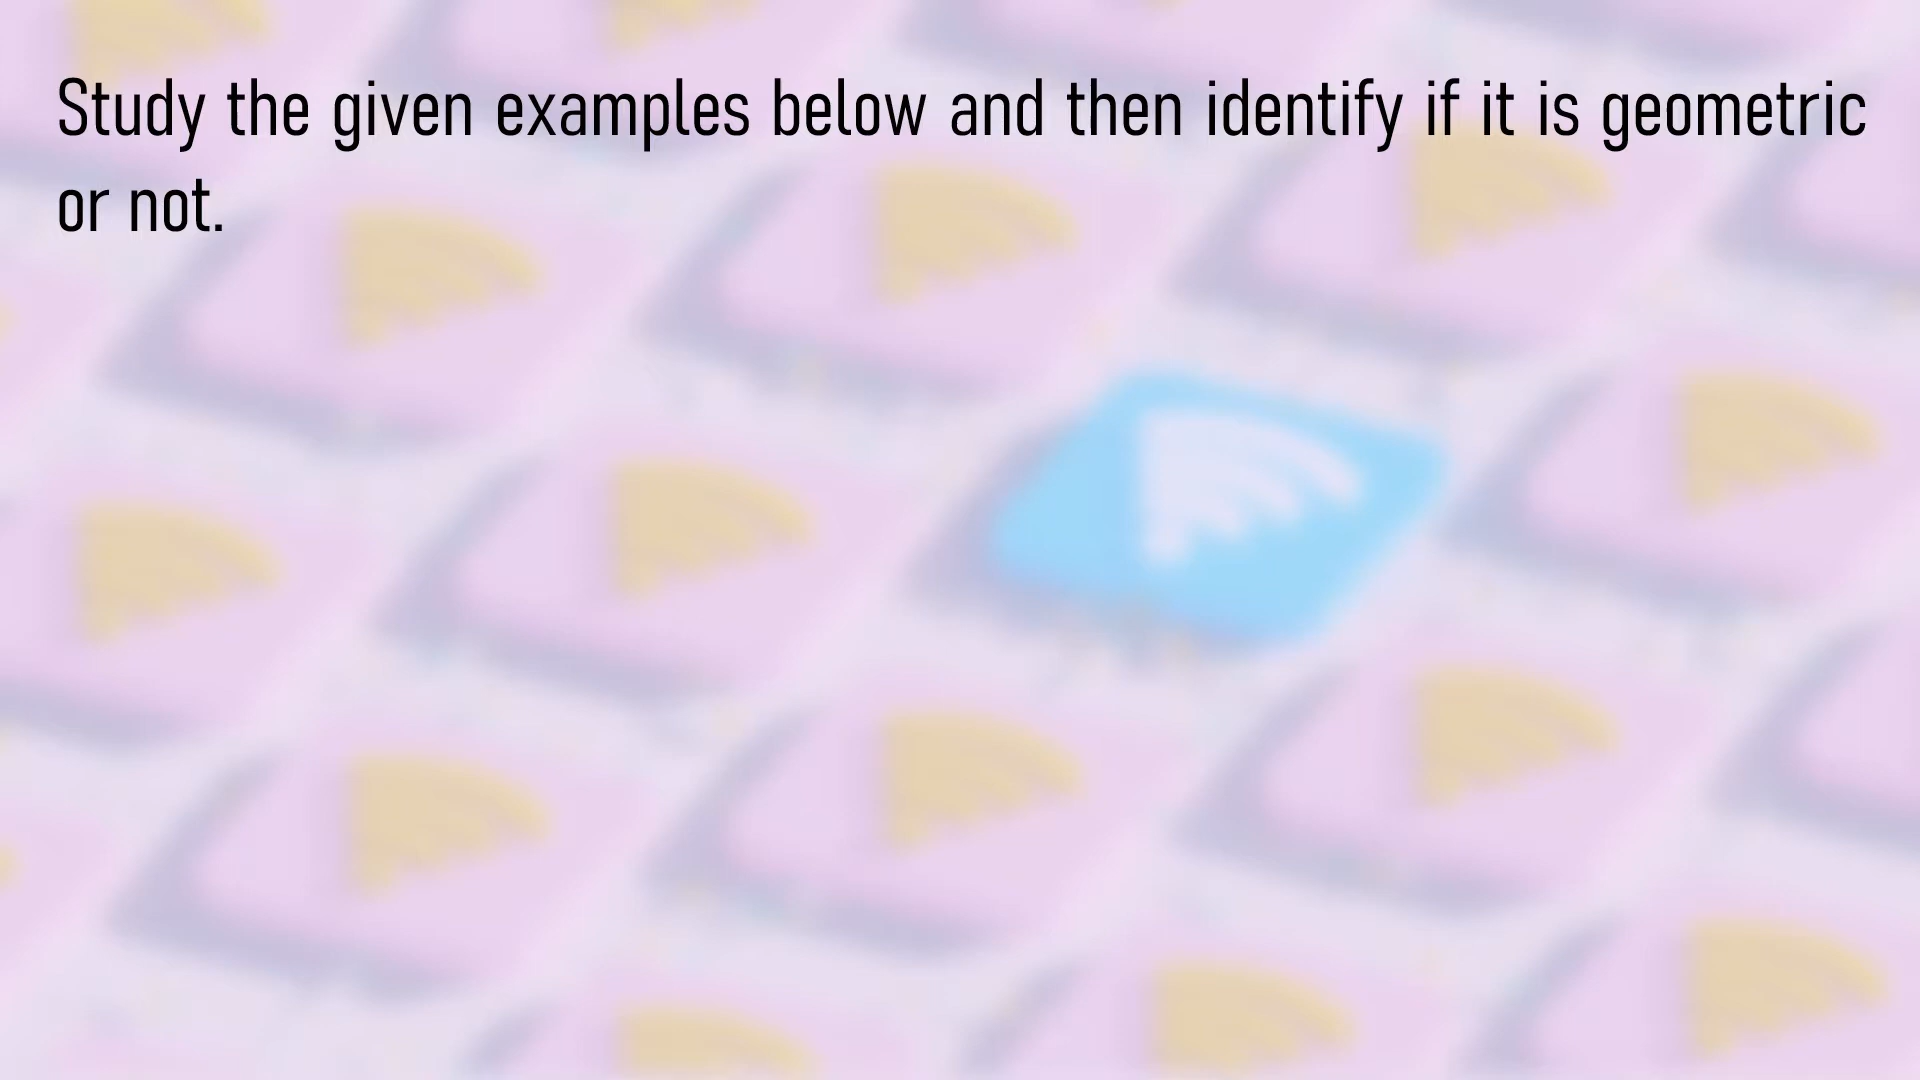 Study the given examples below and then identify if it is geometric
or not.